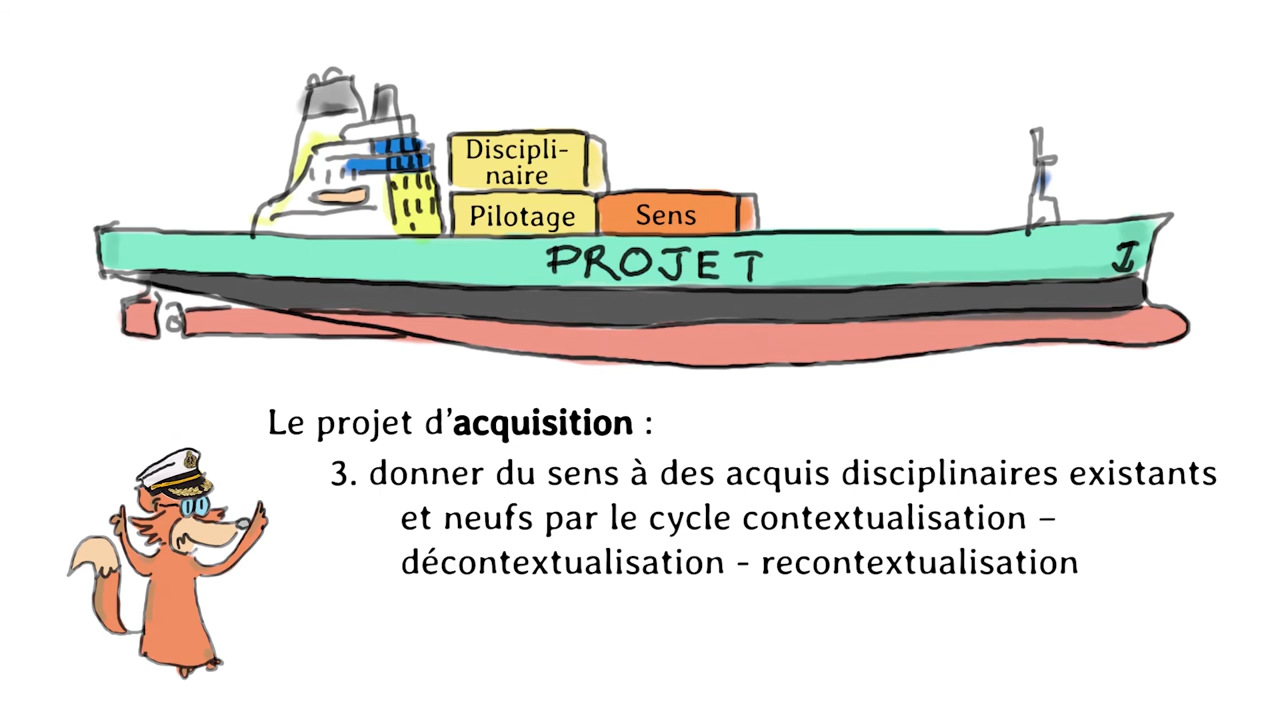 Discipli-
naire
Pilotage
Sens
PROJET
Le projet d'acquisition :
3. donner du sens à des acquis disciplinaires existants
et neufs par le cycle contextualisation –
décontextualisation - recontextualisation